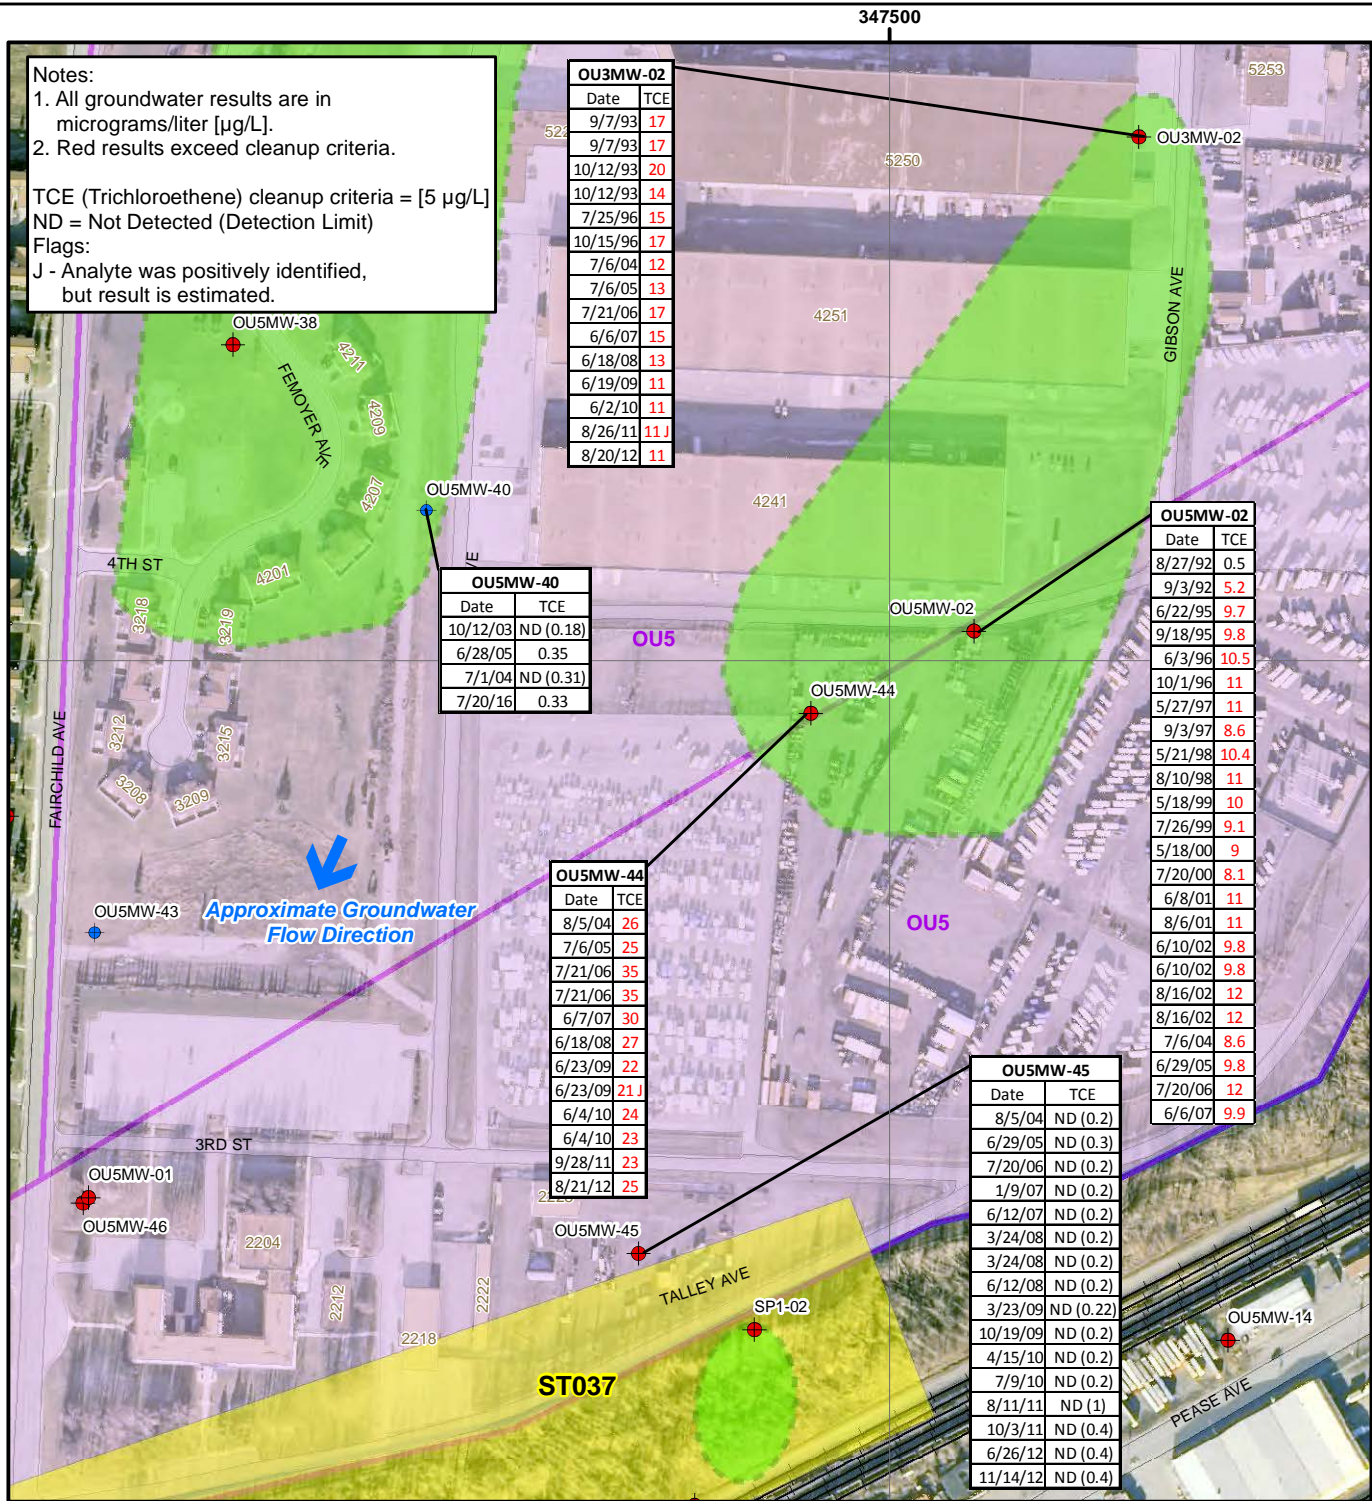 347500
Notes:
1. All groundwater results are in
micrograms/liter [µg/L].
2. Red results exceed cleanup criteria.
TCE (Trichloroethene) cleanup criteria = [5 µg/L]
ND = Not Detected (Detection Limit)
Flags:
J - Analyte was positively identified,
but result is estimated.
OU3MW-02
Date TCE
9/7/93 17
9/7/93 17
10/12/93 20
10/12/93 14
7/25/96 15
10/15/96 17
7/6/04 12
7/6/05 13
7/21/06 17
6/6/07 15
6/18/08 13
6/19/09 11
6/2/10 11
8/26/11 11 J
8/20/12 11
5253
OU3MW-02
5250
4251
GIBSON AVE
4241
OU5MW-38
4211
FEMOYER AVE
4209
4207
OU5MW-40
4TH ST
4201
3218
3219
OU5MW-40
Date TCE
10/12/03 ND (0.18)
6/28/05 0.35
7/1/04 ND (0.31)
7/20/16 0.33
OU5
OU5MW-02
OU5MW-44
OU5MW-02
Date TCE
8/27/92 0.5
9/3/92 5.2
6/22/95 9.7
9/18/95 9.8
6/3/96 10.5
10/1/96 11
5/27/97 11
9/3/97 8.6
5/21/98 10.4
8/10/98 11
5/18/99 10
7/26/99 9.1
5/18/00 9
7/20/00 8.1
6/8/01 11
8/6/01 11
6/10/02 9.8
6/10/02 9.8
8/16/02 12
8/16/02 12
7/6/04 8.6
6/29/05 9.8
7/20/06 12
6/6/07 9.9
FAIRCHILD AVE
3212
3215
3208
3209
OU5MW-43
Approximate Groundwater
Flow Direction
OU5MW-44
Date TCE
8/5/04 26
7/6/05 25
7/21/06 35
7/21/06 35
6/7/07 30
6/18/08 27
6/23/09 22
6/23/09 21 J
6/4/10 24
6/4/10 23
9/28/11 23
8/21/12 25
OU5
3RD ST
OU5MW-01
OU5MW-46
2204
2212
2222
2218
OU5MW-45
TALLEY AVE
SP1-02
ST037
OU5MW-45
Date TCE
8/5/04 ND (0.2)
6/29/05 ND (0.3)
7/20/06 ND (0.2)
1/9/07 ND (0.2)
6/12/07 ND (0.2)
3/24/08 ND (0.2)
3/24/08 ND (0.2)
6/12/08 ND (0.2)
3/23/09 ND (0.22)
10/19/09 ND (0.2)
4/15/10 ND (0.2)
7/9/10 ND (0.2)
8/11/11 ND (1)
10/3/11 ND (0.4)
6/26/12 ND (0.4)
11/14/12 ND (0.4)
OU5MW-14
PEASE AVE